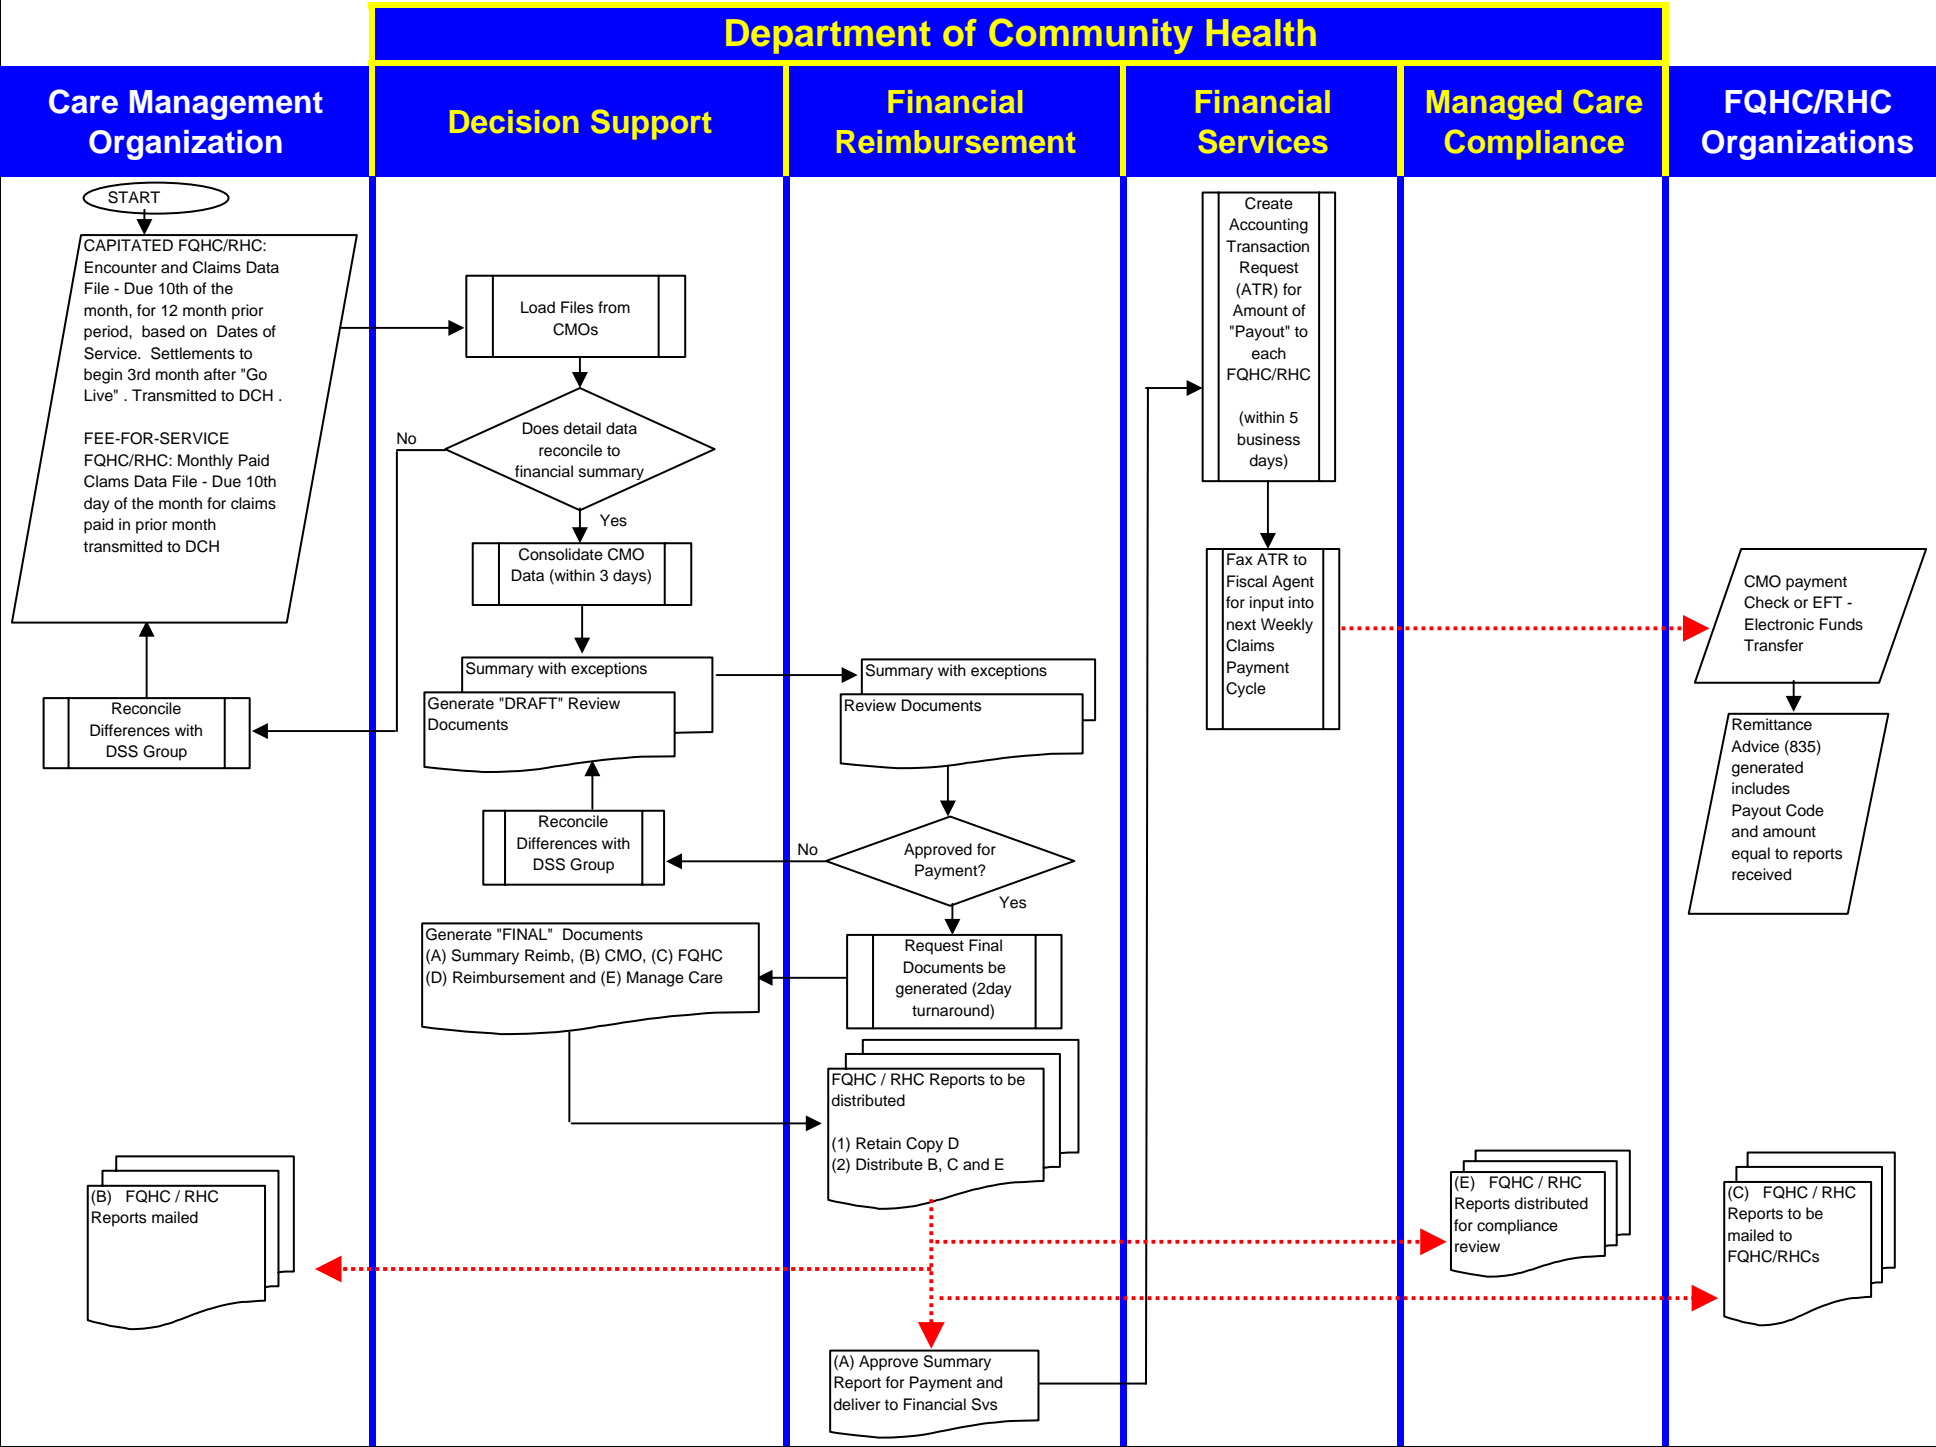 Department of Community Health
Care Management
Organization
Decision Support
Financial
Reimbursement
Financial
Services
Managed Care
Compliance
FQHC/RHC
Organizations
START
CAPITATED FQHC/RHC:
Encounter and Claims Data
File - Due 10th of the
month, for 12 month prior
period, based on Dates of
Service. Settlements to
begin 3rd month after "Go
Live" . Transmitted to DCH .
FEE-FOR-SERVICE
FQHC/RHC: Monthly Paid
Clams Data File - Due 10th
day of the month for claims
paid in prior month
transmitted to DCH
Reconcile
Differences with
DSS Group
(B) FQHC / RHC
Reports mailed
Load Files from
CMOs
Does detail data
reconcile to
financial summary
No
Yes
Consolidate CMO
Data (within 3 days)
Summary with exceptions
Generate "DRAFT" Review
Documents
Reconcile
Differences with
DSS Group
Generate "FINAL" Documents
(A) Summary Reimb, (B) CMO, (C) FQHC
(D) Reimbursement and (E) Manage Care
Summary with exceptions
Review Documents
Approved for
Payment?
No
Yes
Request Final
Documents be
generated (2day
turnaround)
FQHC / RHC Reports to be
distributed
(1) Retain Copy D
(2) Distribute B, C and E
(A) Approve Summary
Report for Payment and
deliver to Financial Svs
Create
Accounting
Transaction
Request
(ATR) for
Amount of
"Payout" to
each
FQHC/RHC
(within 5
business
days)
Fax ATR to
Fiscal Agent
for input into
next Weekly
Claims
Payment
Cycle
(E) FQHC / RHC
Reports distributed
for compliance
review
CMO payment
Check or EFT -
Electronic Funds
Transfer
Remittance
Advice (835)
generated
includes
Payout Code
and amount
equal to reports
received
(C) FQHC / RHC
Reports to be
mailed to
FQHC/RHCs